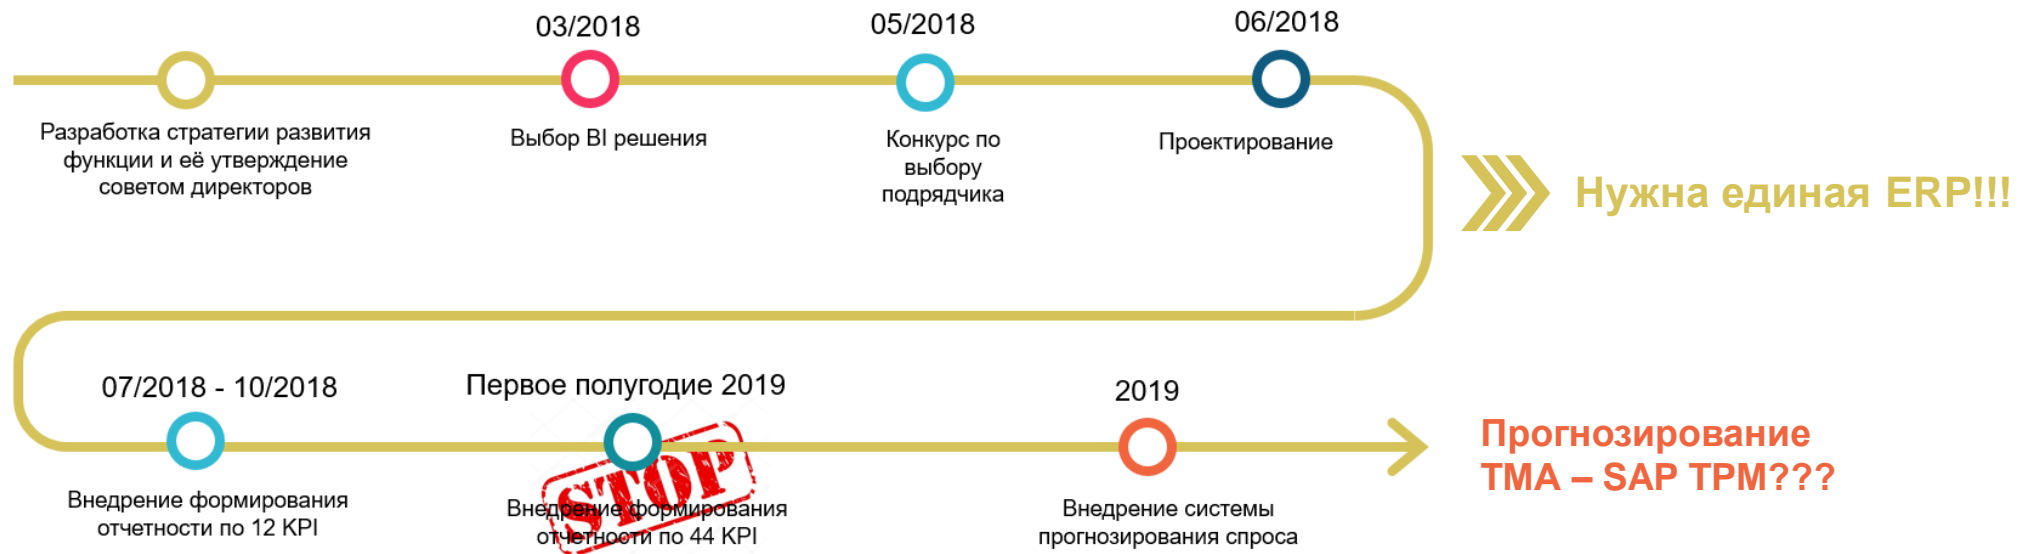 03/2018
05/2018
06/2018
Разработка стратегии развития
функции и её утверждение
советом директоров
Выбор BI решения
Конкурс по
выбору
подрядчика
Проектирование
Нужна единая ERP!!!
07/2018 - 10/2018
Первое полугодие 2019
2019
Внедрение формирования
отчетности по 12 KPI
STOP
Внедрение формирования
отчетности по 44 KPI
Внедрение системы
прогнозирования спроса
Прогнозирование
TMA – SAP TPM???